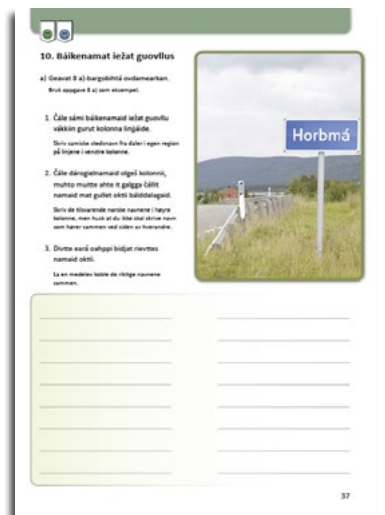 10. Báikenamat iežat guovllus
a) Geavat 8 a)-bargobihtá ovdamearkan.
Bruk oppgave 8 a) som eksempel.
1. Čále sámi báikenamaid iežat guovllu
vákkiin gurut kolonna linjjáide.
Skriv samiske stedsnavn fra daler i egen region
på linjene i venstre kolonne.
2. Čále dárogielnamaid olgeš kolonnii,
muhto muitte ahte it galgga čállit
namaid mat gullet oktii bálddalagaid.
Skriv de tilsvarende norske navnene i høyre
kolonne, men husk at du ikke skal skrive navn
som hører sammen ved siden av hverandre.
3. Divtte eará oahppi bidjat rievttes
namaid oktii.
La en medelev koble de riktige navnene
sammen.
Horbmá
37